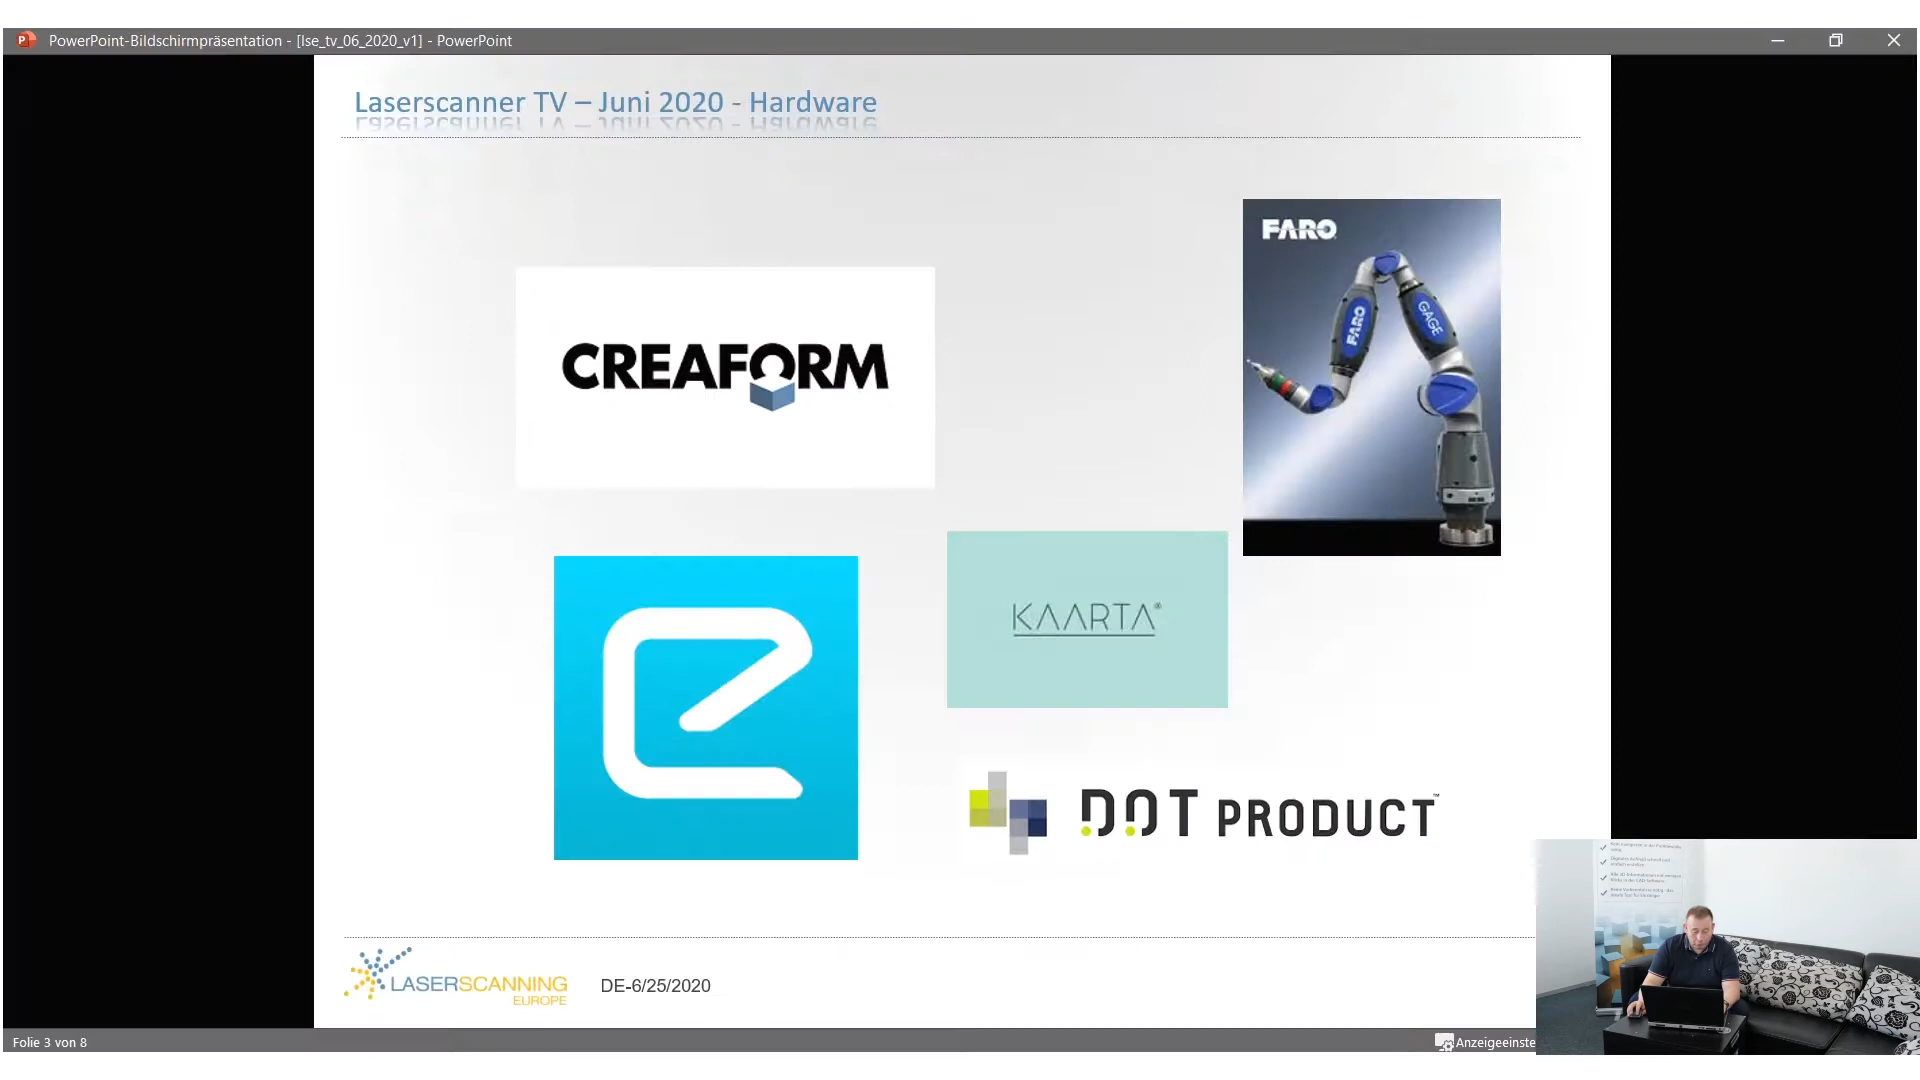 PowerPoint-Bildschirmpräsentation - [lse_tv_06_2020_v1] - PowerPoint
Laserscanner TV – Juni 2020 - Hardware
FARO
FARO
GAGE
CREAFORM
KAARTA®
DOT PRODUCT™
LASERSCANNING
EUROPE
DE-6/25/2020
Folie 3 von 8
Anzeigeeinste